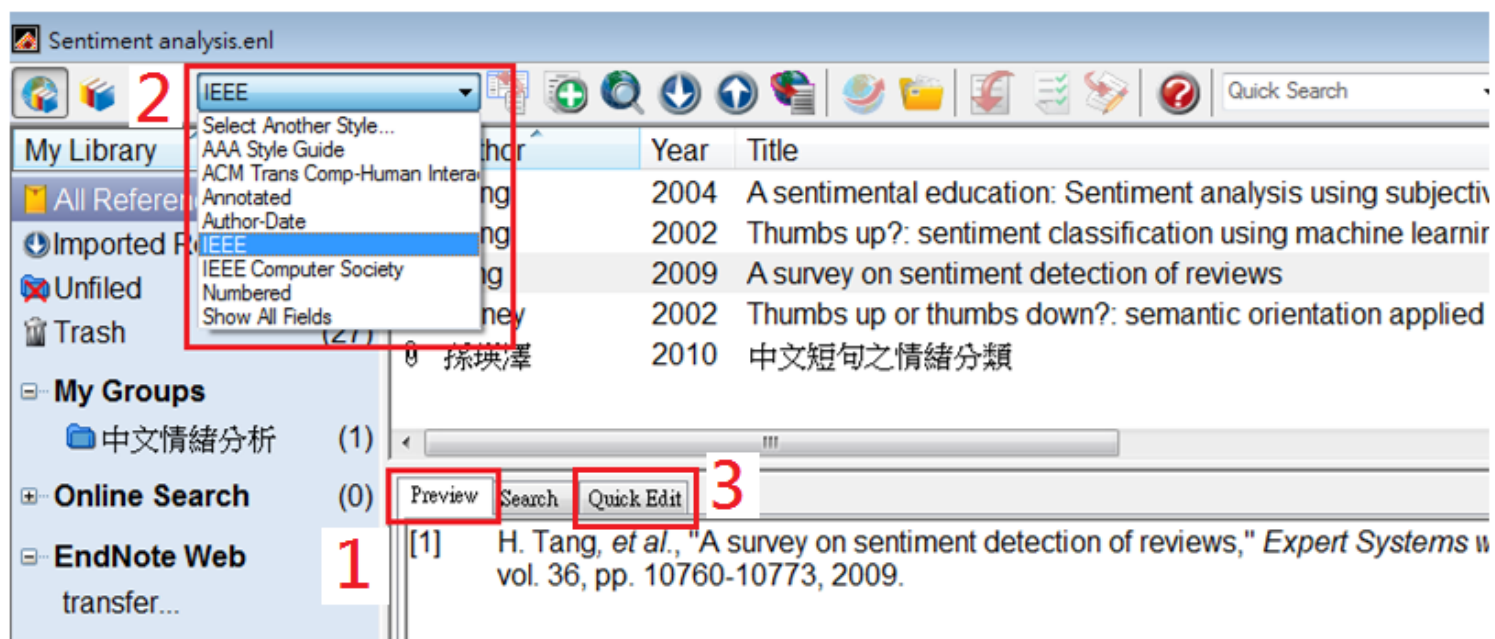 Sentiment analysis.enl
2
IEEE
Quick Search
Select Another Style...
AAA Style Guide
ACM Trans Comp-Human Intera
Annotated
Author-Date
IEEE
IEEE Computer Society
Numbered
Show All Fields
My Library
All Referen
Imported R
Unfiled
Trash (27)
My Groups
中文情緒分析 (1)
Online Search (0)
EndNote Web
transfer...
thor Year Title
ng 2004 A sentimental education: Sentiment analysis using subjectiv
ng 2002 Thumbs up?: sentiment classification using machine learnin
ng 2009 A survey on sentiment detection of reviews
ney 2002 Thumbs up or thumbs down?: semantic orientation applied
孫瑛澤 2010 中文短句之情緒分類
Preview Search Quick Edit 3
1
[1] H. Tang, et al., "A survey on sentiment detection of reviews," Expert Systems w
vol. 36, pp. 10760-10773, 2009.